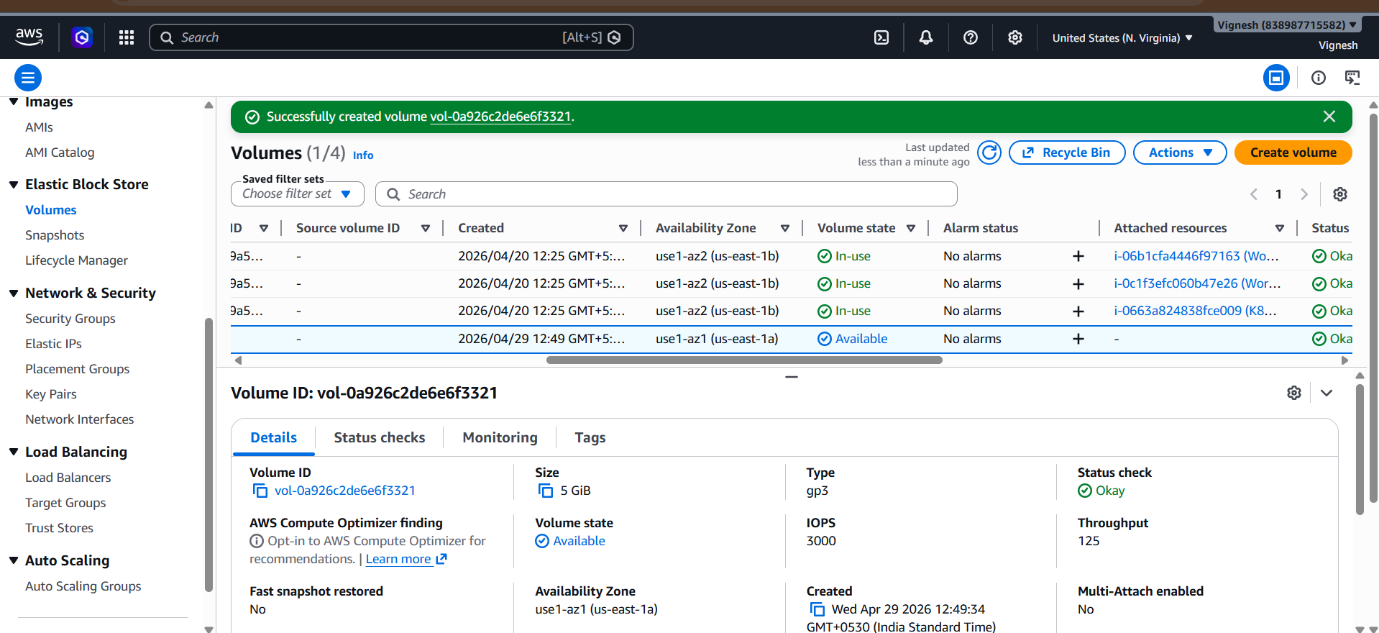 aws
Search [Alt+S]
United States (N. Virginia) ▼
Vignesh (838987715582) ▼
Vignesh
Images
AMIs
AMI Catalog
Elastic Block Store
Volumes
Snapshots
Lifecycle Manager
Network & Security
Security Groups
Elastic IPs
Placement Groups
Key Pairs
Network Interfaces
Load Balancing
Load Balancers
Target Groups
Trust Stores
Auto Scaling
Auto Scaling Groups
Successfully created volume vol-0a926c2de6e6f3321.
Volumes (1/4) Info
Last updated
less than a minute ago
Recycle Bin
Actions ▼
Create volume
Saved filter sets
Choose filter set ▼
Search
1
ID Source volume ID Created Availability Zone Volume state Alarm status Attached resources Status
9a5... - 2026/04/20 12:25 GMT+5:... use1-az2 (us-east-1b) In-use No alarms + i-06b1cfa4446f97163 (Wo... Oka
9a5... - 2026/04/20 12:25 GMT+5:... use1-az2 (us-east-1b) In-use No alarms + i-0c1f3efc060b47e26 (Wor... Oka
9a5... - 2026/04/20 12:25 GMT+5:... use1-az2 (us-east-1b) In-use No alarms + i-0663a824838fce009 (K8... Oka
- 2026/04/29 12:49 GMT+5:... use1-az1 (us-east-1a) Available No alarms + - Oka
Volume ID: vol-0a926c2de6e6f3321
Details Status checks Monitoring Tags
Volume ID
vol-0a926c2de6e6f3321
Size
5 GiB
Type
gp3
Status check
Okay
AWS Compute Optimizer finding
Opt-in to AWS Compute Optimizer for
recommendations. | Learn more
Volume state
Available
IOPS
3000
Throughput
125
Fast snapshot restored
No
Availability Zone
use1-az1 (us-east-1a)
Created
Wed Apr 29 2026 12:49:34
GMT+0530 (India Standard Time)
Multi-Attach enabled
No